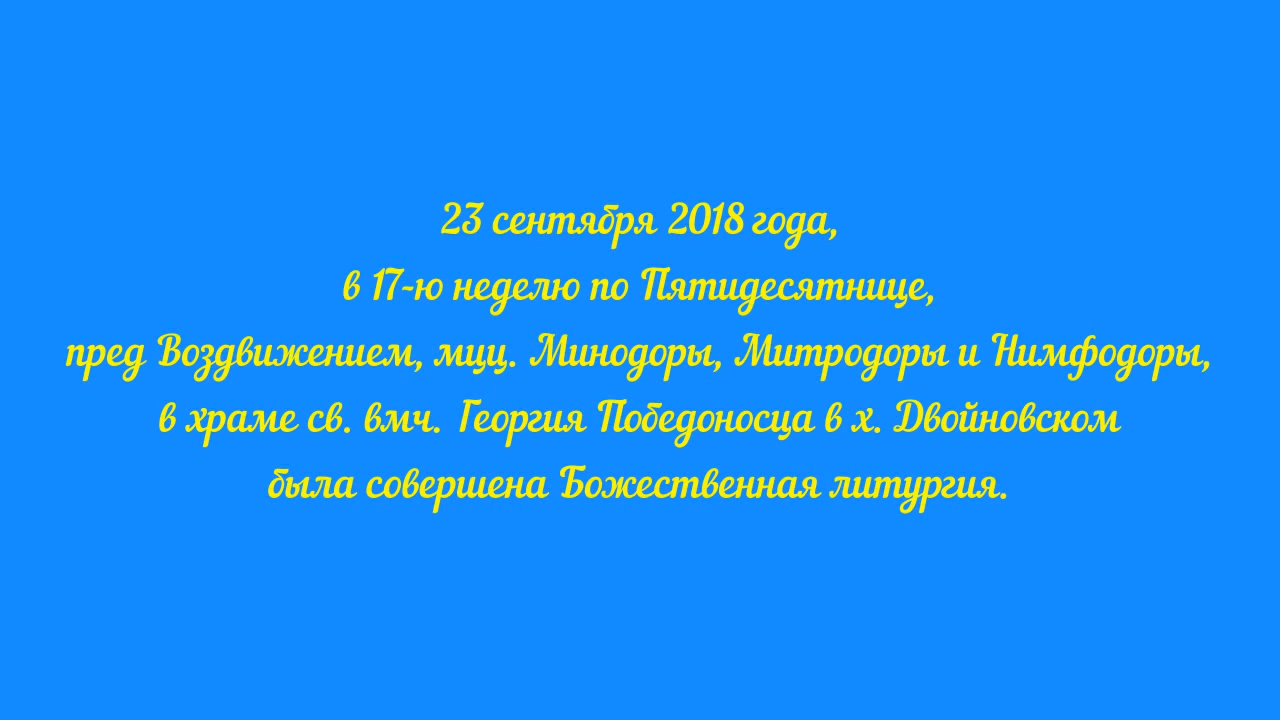 23 сентября 2018 года,
в 17-ю неделю по Пятидесятнице,
пред Воздвижением, мцц. Минодоры, Митродоры и Нимфодоры,
в храме св. вмч. Георгия Победоносца в х. Двойновском
была совершена Божественная литургия.